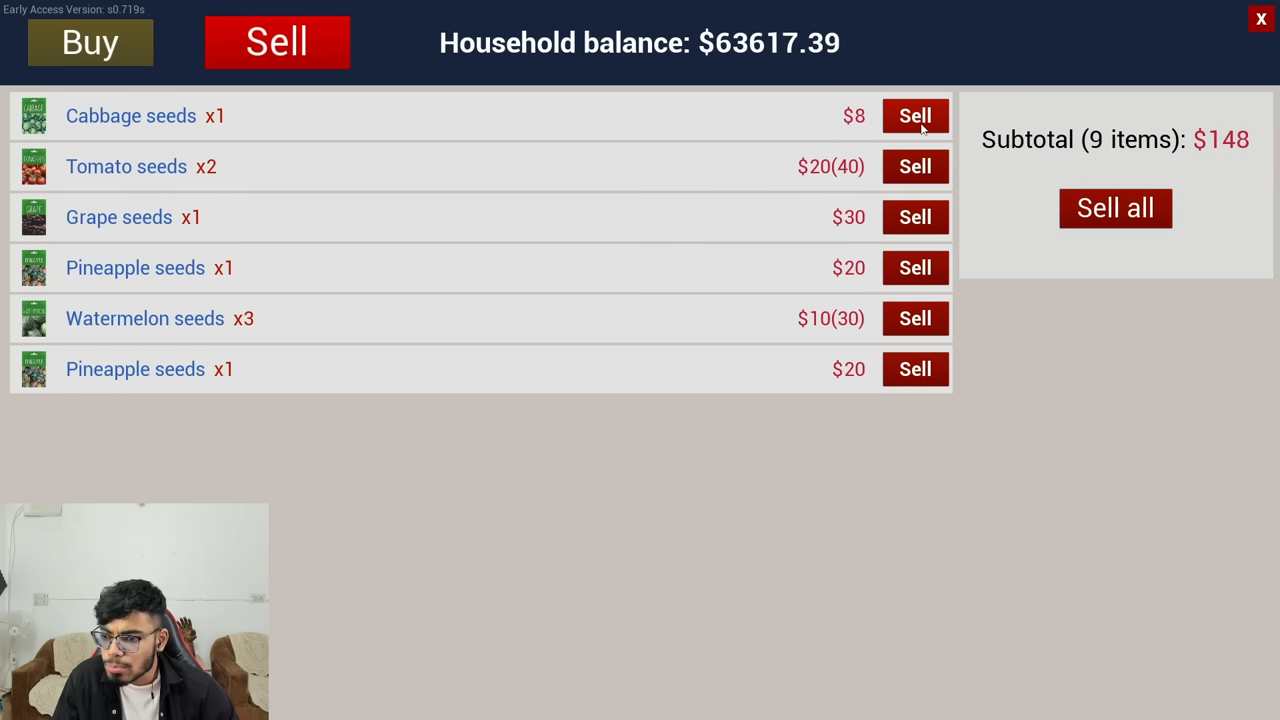 Early Access Version: s0.719s
X
Buy
Sell
Household balance: $63617.39
Cabbage seeds x1 $8 Sell
Tomato seeds x2 $20(40) Sell
Grape seeds x1 $30 Sell
Pineapple seeds x1 $20 Sell
Watermelon seeds x3 $10(30) Sell
Pineapple seeds x1 $20 Sell
Subtotal (9 items): $148
Sell all